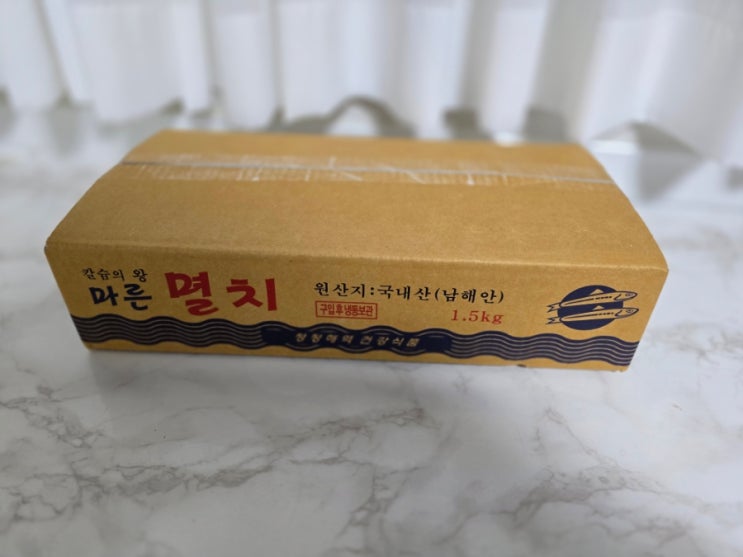 칼슘의 왕
마른 멸치
원산지:국내산(남해안)
구입후냉동보관
1.5kg
청정해역 건강식품